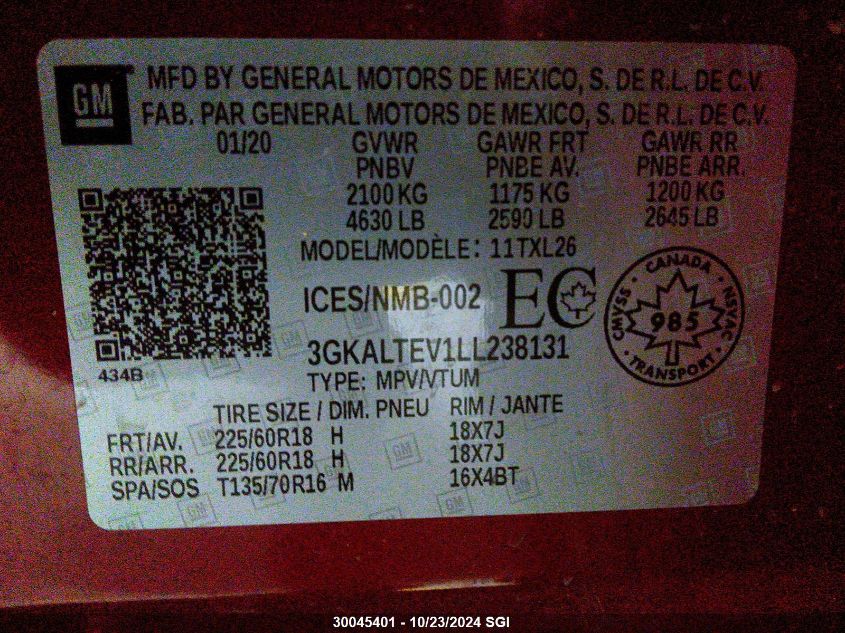 GM
MFD BY GENERAL MOTORS DE MEXICO, S. DE R.L. DE C.V.
FAB. PAR GENERAL MOTORS DE MEXICO, S. DE R.L. DE C.V.
01/20 GVWR GAWR FRT GAWR RR
PNBV PNBE AV. PNBE ARR.
2100 KG 1175 KG 1200 KG
4630 LB 2590 LB 2645 LB
MODEL/MODÈLE: 11TXL26
ICES/NMB-002 EC
CANADA
CMVSS 985 NSVAC
TRANSPORT
3GKALTEV1LL238131
434B
TYPE: MPV/VTUM
TIRE SIZE / DIM. PNEU RIM / JANTE
FRT/AV. 225/60R18 H 18X7J
RR/ARR. 225/60R18 H 18X7J
SPA/SOS T135/70R16 M 16X4BT
30045401 - 10/23/2024 SGI